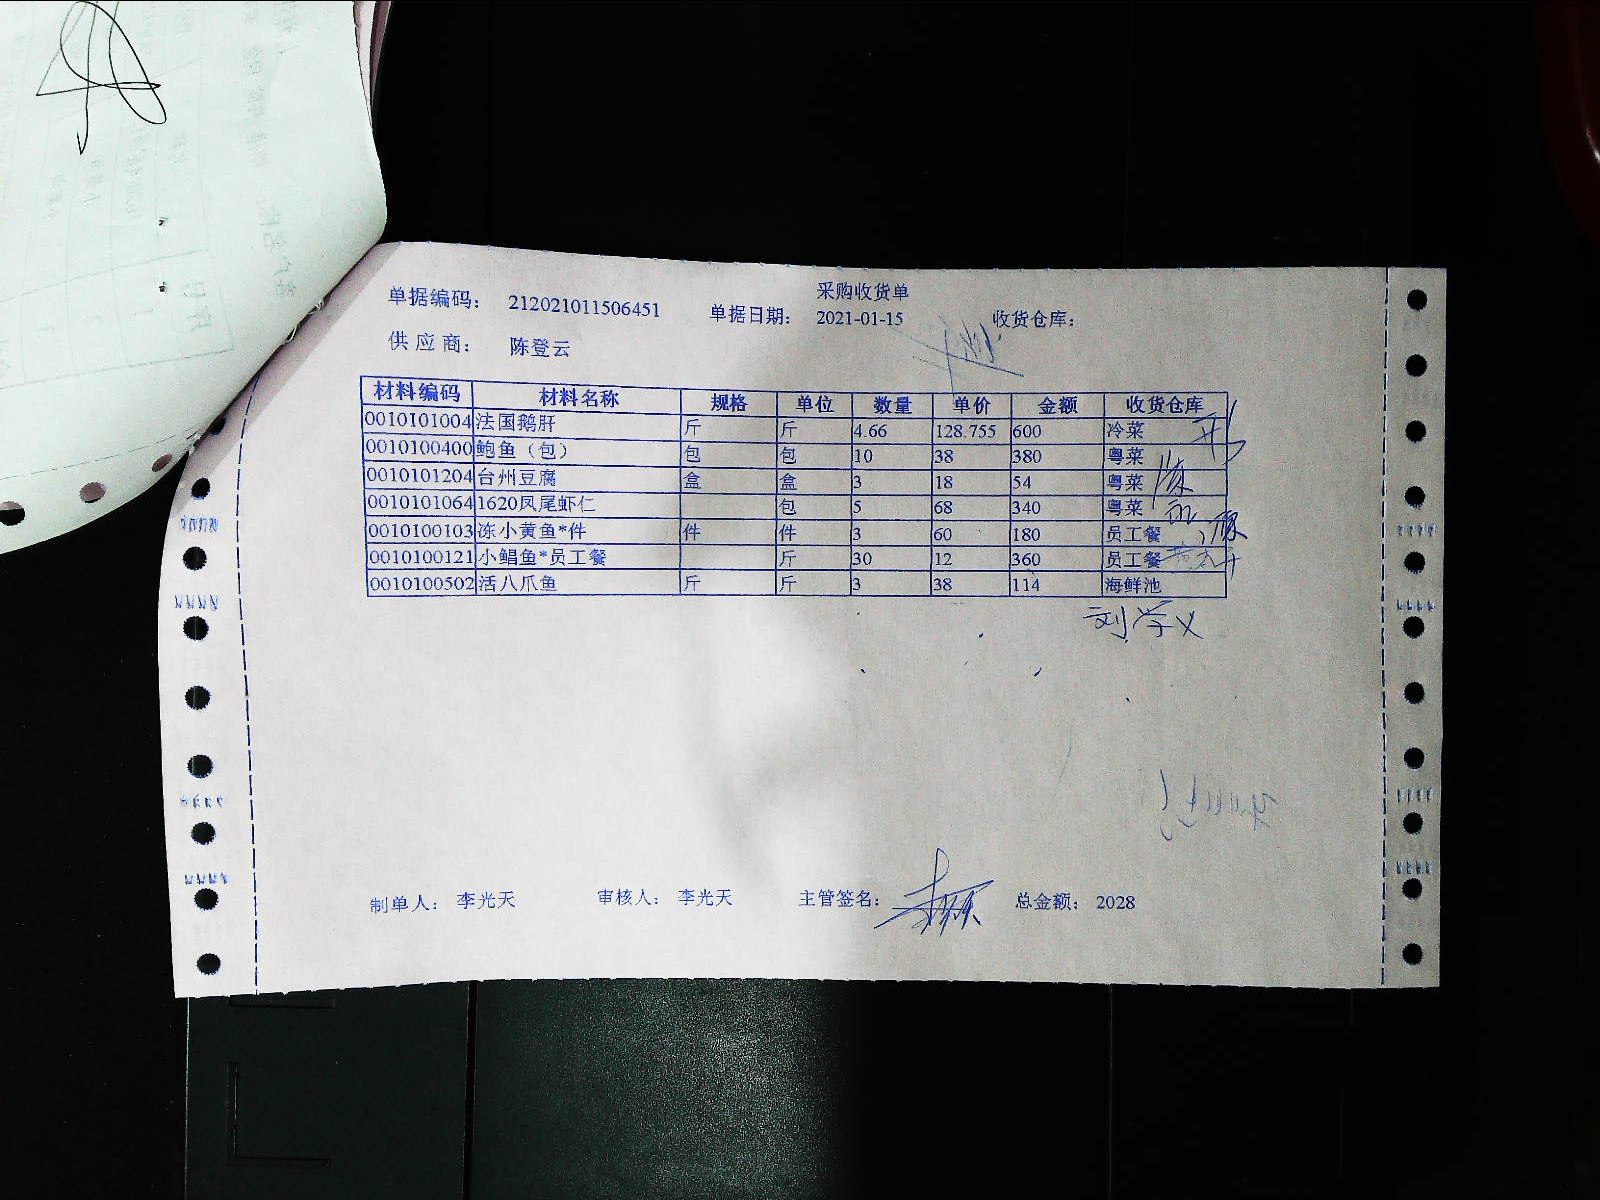 采购收货单
单据编码： 212021011506451 单据日期： 2021-01-15 收货仓库：
供应商： 陈登云
材料编码 材料名称 规格 单位 数量 单价 金额 收货仓库
0010101004 法国鹅肝 斤 斤 4.66 128.755 600 冷菜
0010100400 鲍鱼（包） 包 包 10 38 380 粤菜
0010101204 台州豆腐 盒 盒 3 18 54 粤菜
0010101064 1620凤尾虾仁 包 5 68 340 粤菜
0010100103 冻小黄鱼*件 件 件 3 60 180 员工餐
0010100121 小鲳鱼*员工餐 斤 30 12 360 员工餐
0010100502 活八爪鱼 斤 斤 3 38 114 海鲜池
刘学义
制单人： 李光天 审核人： 李光天 主管签名： 总金额： 2028